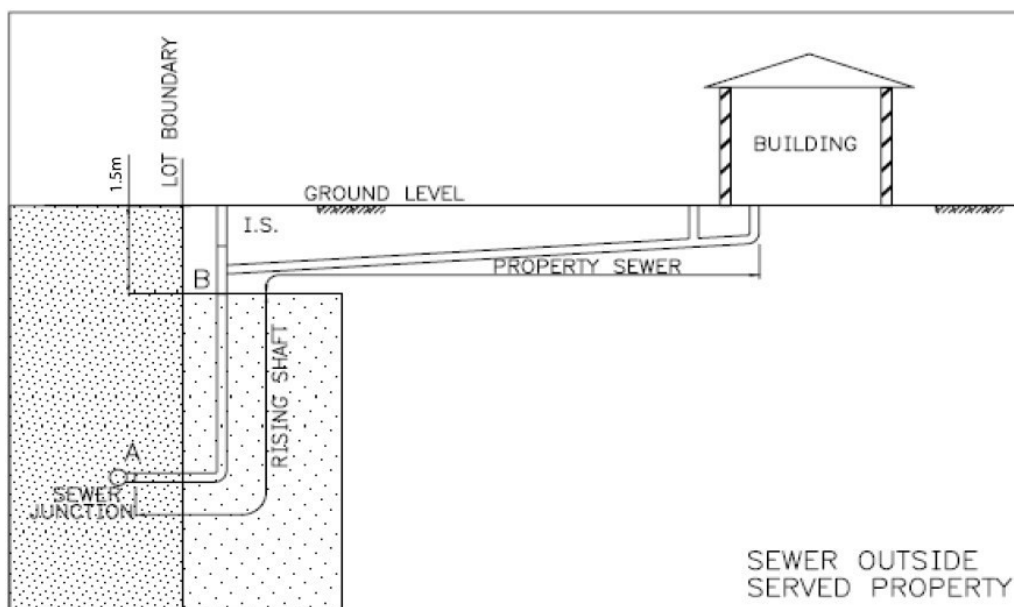 LOT BOUNDARY
1.5m
BUILDING
GROUND LEVEL
I.S.
PROPERTY SEWER
B
RISING SHAFT
A
SEWER
JUNCTION
SEWER OUTSIDE
SERVED PROPERTY